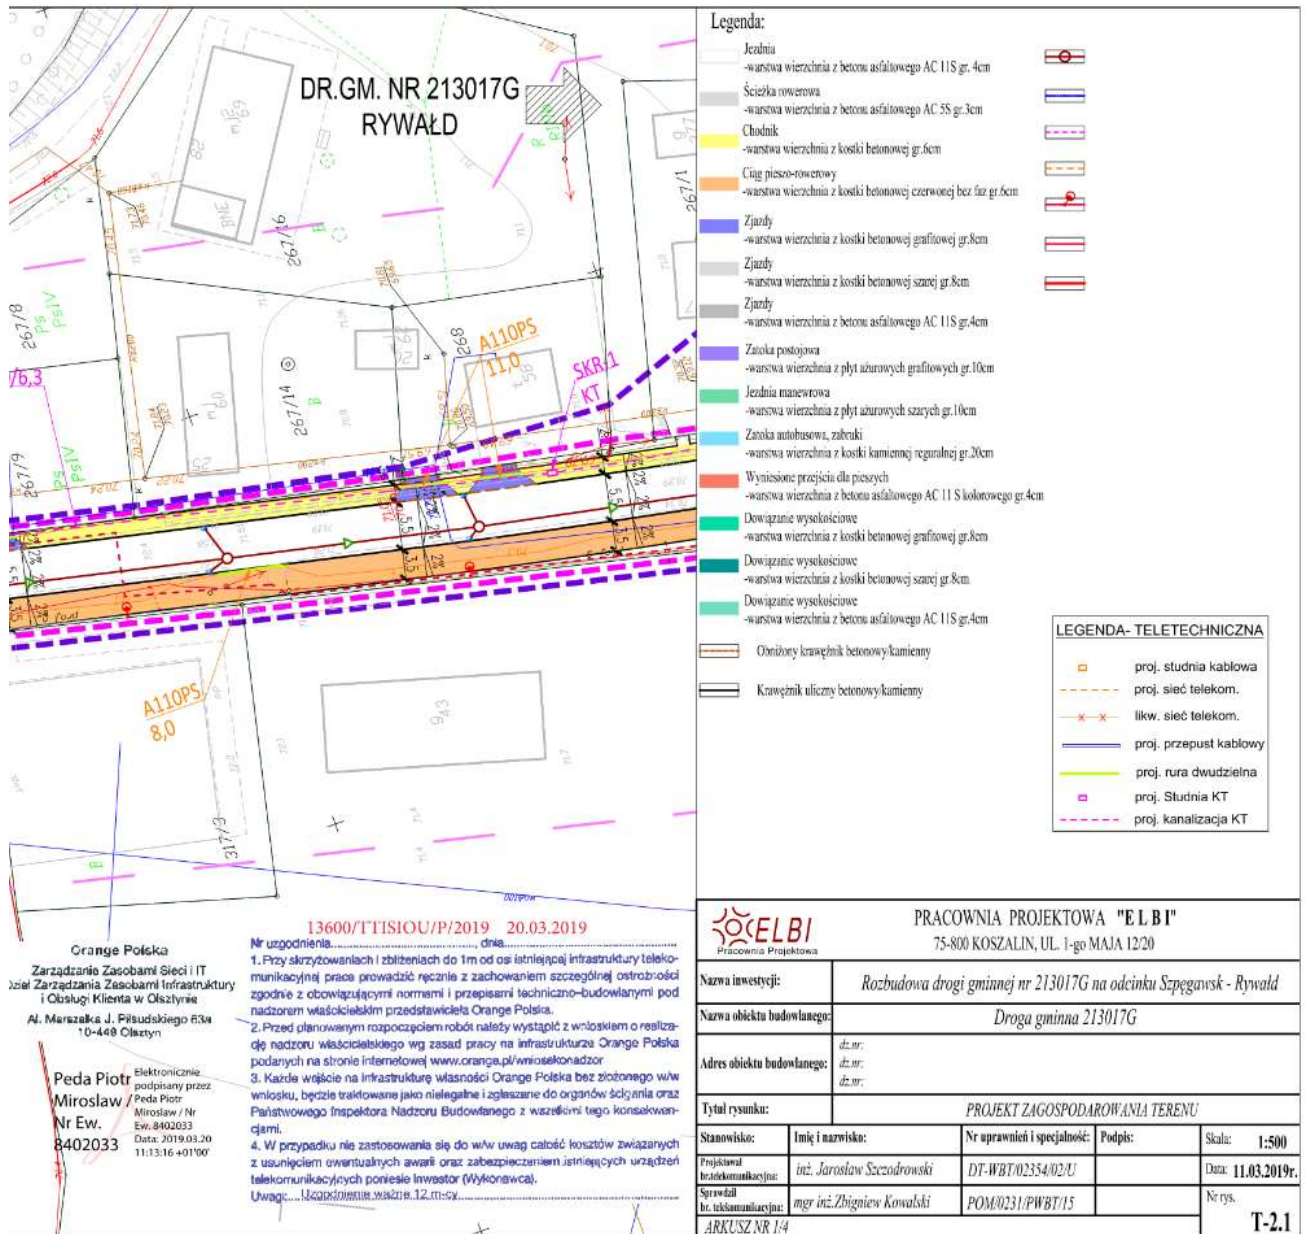 DR.GM. NR 213017G
RYWAŁD
267/16
267/1
267/8
Ps
PsIV
267/14
268
267/9
Ps
PsIV
/6,3
A110PS
11,0
SKR-1
KT
A110PS
8,0
943
317/3
B
Legenda:
Jezdnia
-warstwa wierzchnia z betonu asfaltowego AC 11S gr. 4cm
Ścieżka rowerowa
-warstwa wierzchnia z betonu asfaltowego AC 5S gr.3cm
Chodnik
-warstwa wierzchnia z kostki betonowej gr.6cm
Ciąg pieszo-rowerowy
-warstwa wierzchnia z kostki betonowej czerwonej bez faz gr.6cm
Zjazdy
-warstwa wierzchnia z kostki betonowej grafitowej gr.8cm
Zjazdy
-warstwa wierzchnia z kostki betonowej szarej gr.8cm
Zjazdy
-warstwa wierzchnia z betonu asfaltowego AC 11S gr.4cm
Zatoka postojowa
-warstwa wierzchnia z płyt ażurowych grafitowych gr.10cm
Jezdnia manewrowa
-warstwa wierzchnia z płyt ażurowych szarych gr.10cm
Zatoka autobusowa, zabruki
-warstwa wierzchnia z kostki kamiennej reguralnej gr.20cm
Wyniesione przejścia dla pieszych
-warstwa wierzchnia z betonu asfaltowego AC 11 S kolorowego gr.4cm
Dowiązanie wysokościowe
-warstwa wierzchnia z kostki betonowej grafitowej gr.8cm
Dowiązanie wysokościowe
-warstwa wierzchnia z kostki betonowej szarej gr.8cm
Dowiązanie wysokościowe
-warstwa wierzchnia z betonu asfaltowego AC 11S gr.4cm
Obniżony krawężnik betonowy/kamienny
Krawężnik uliczny betonowy/kamienny
LEGENDA- TELETECHNICZNA
proj. studnia kablowa
proj. sieć telekom.
likw. sieć telekom.
proj. przepust kablowy
proj. rura dwudzielna
proj. Studnia KT
proj. kanalizacja KT
Orange Polska
Zarządzanie Zasobami Sieci i IT
Dział Zarządzania Zasobami Infrastruktury
i Obsługi Klienta w Olsztynie
Al. Marszałka J. Piłsudskiego 63a
10-449 Olsztyn
Peda Piotr
Miroslaw /
Nr Ew.
8402033
Elektronicznie
podpisany przez
Peda Piotr
Miroslaw / Nr
Ew. 8402033
Data: 2019.03.20
11:13:16 +01'00'
13600/TTISIOU/P/2019 20.03.2019
Nr uzgodnienia............, dnia............
1. Przy skrzyżowaniach i zbliżeniach do 1m od osi istniejącej infrastruktury teleko-
munikacyjnej prace prowadzić ręcznie z zachowaniem szczególnej ostrożności
zgodnie z obowiązującymi normami i przepisami techniczno-budowlanymi pod
nadzorem właścicielskim przedstawiciela Orange Polska.
2. Przed planowanym rozpoczęciem robót należy wystąpić z wnioskiem o realiza-
cję nadzoru właścicielskiego wg zasad pracy na infrastrukturze Orange Polska
podanych na stronie internetowej www.orange.pl/wniosekonadzor
3. Każde wejście na infrastrukturę własności Orange Polska bez złożonego w/w
wniosku, będzie traktowane jako nielegalne i zgłaszane do organów ścigania oraz
Państwowego Inspektora Nadzoru Budowlanego z wszelkimi tego konsekwen-
cjami.
4. W przypadku nie zastosowania się do w/w uwag całość kosztów związanych
z usunięciem ewentualnych awarii oraz zabezpieczeniem istniejących urządzeń
telekomunikacyjnych poniesie Inwestor (Wykonawca).
Uwagi:....Uzgodnienie ważne 12 m-cy
ELBI
Pracownia Projektowa
PRACOWNIA PROJEKTOWA "E L B I"
75-800 KOSZALIN, UL. 1-go MAJA 12/20
Nazwa inwestycji: Rozbudowa drogi gminnej nr 213017G na odcinku Szpęgawsk - Rywałd
Nazwa obiektu budowlanego: Droga gminna 213017G
Adres obiektu budowlanego: dz.nr:
dz.nr:
dz.nr:
Tytuł rysunku: PROJEKT ZAGOSPODAROWANIA TERENU
Stanowisko: Imię i nazwisko: Nr uprawnień i specjalność: Podpis: Skala: 1:500
Projektował br.telekomunikacyjna: inż. Jarosław Szczodrowski DT-WBT/02354/02/U Data: 11.03.2019r.
Sprawdził br. telekomunikacyjna: mgr inż.Zbigniew Kowalski POM/0231/PWBT/15 Nr rys.
ARKUSZ NR 1/4 T-2.1